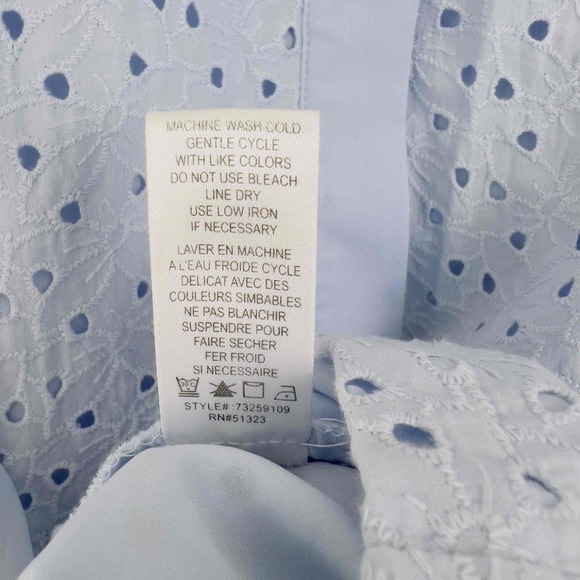 MACHINE WASH COLD
GENTLE CYCLE
WITH LIKE COLORS
DO NOT USE BLEACH
LINE DRY
USE LOW IRON
IF NECESSARY
LAVER EN MACHINE
A L'EAU FROIDE CYCLE
DELICAT AVEC DES
COULEURS SIMBABLES
NE PAS BLANCHIR
SUSPENDRE POUR
FAIRE SECHER
FER FROID
SI NECESSAIRE
30°C
STYLE# 73259109
RN#51323